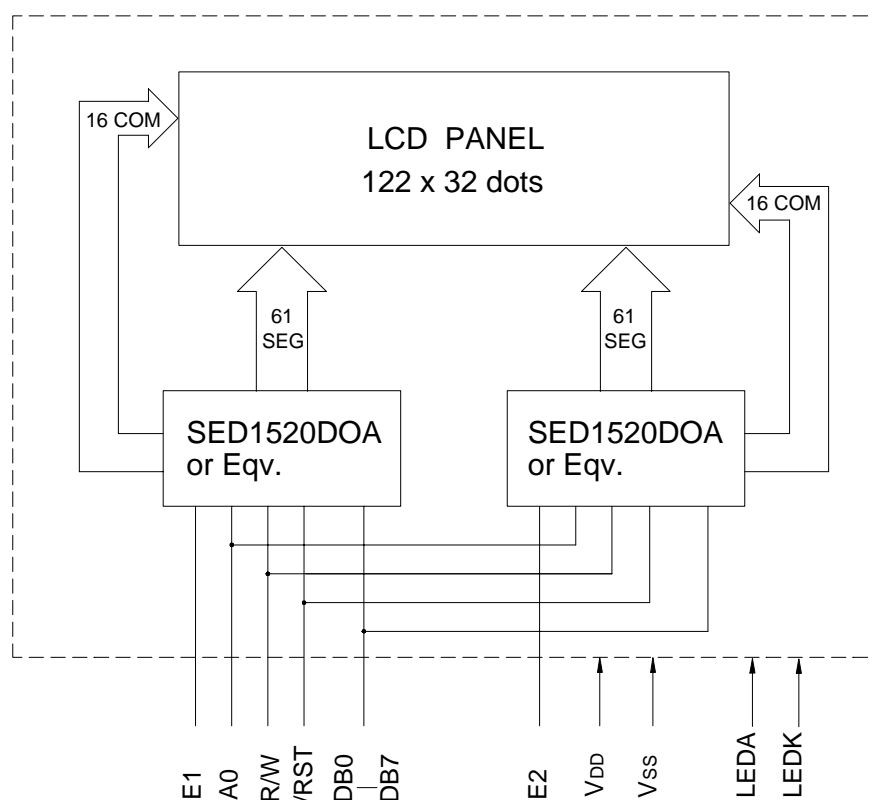 16 COM
LCD PANEL
122 x 32 dots
16 COM
61
SEG
61
SEG
SED1520DOA
or Eqv.
SED1520DOA
or Eqv.
E1
A0
R/W
/RST
DB0
DB7
E2
VDD
VSS
LEDA
LEDK